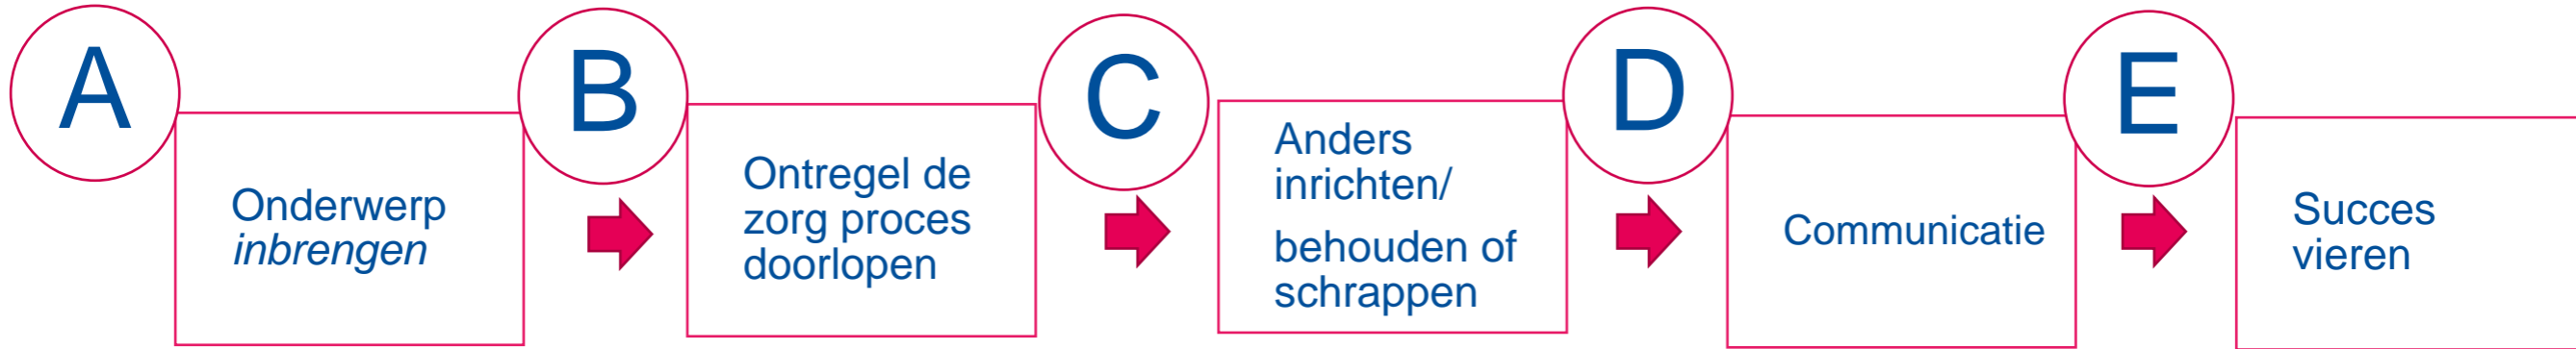 A
Onderwerp
inbrengen
B
Ontregel de
zorg proces
doorlopen
C
Anders
inrichten/
behouden of
schrappen
D
Communicatie
E
Succes
vieren